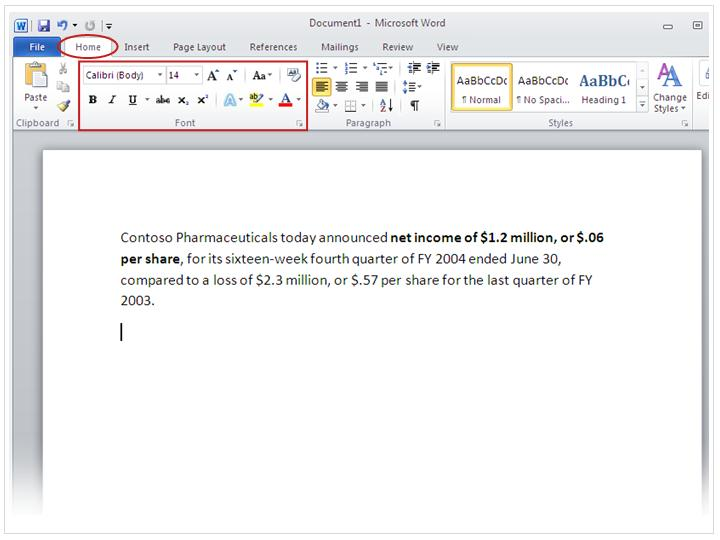 Document1 - Microsoft Word
File Home Insert Page Layout References Mailings Review View
Calibri (Body) 14 Aa
Paste
B I U abc x₂ x² A ab A
AaBbCcDc AaBbCcDc AaBbC
¶ Normal ¶ No Spaci... Heading 1
Change
Styles
Edi
Clipboard Font Paragraph Styles
Contoso Pharmaceuticals today announced net income of $1.2 million, or $.06
per share, for its sixteen-week fourth quarter of FY 2004 ended June 30,
compared to a loss of $2.3 million, or $.57 per share for the last quarter of FY
2003.